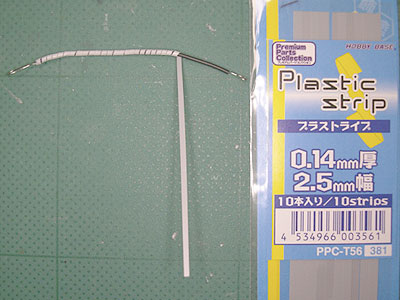 Premium
Parts
Collection
HOBBY BASE
Plastic
strip
プラストライプ
0.14mm厚
2.5mm幅
10本入り/10strips
4 534966 003561
PPC-T56 381